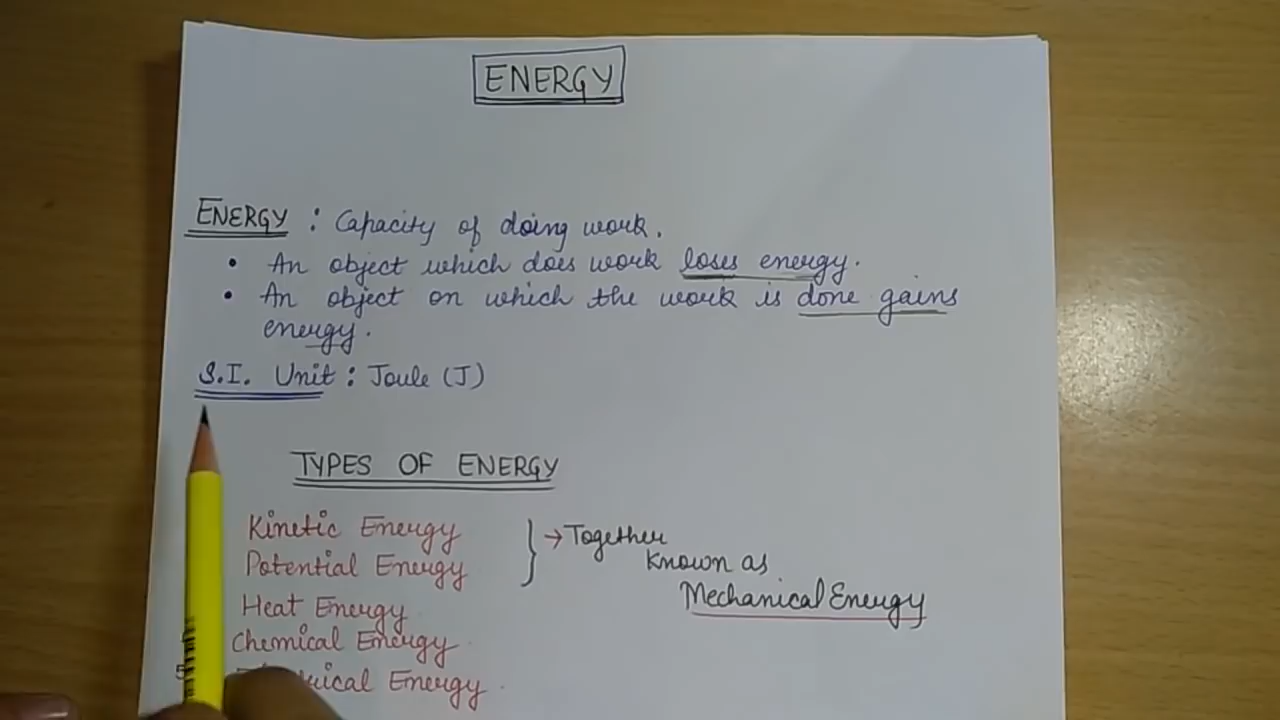 ENERGY
ENERGY : Capacity of doing work.
• An object which does work loses energy.
• An object on which the work is done gains
energy.
S.I. Unit : Joule (J)
TYPES OF ENERGY
Kinetic Energy
Potential Energy
} → Together
known as
Mechanical Energy
Heat Energy
Chemical Energy
Energy